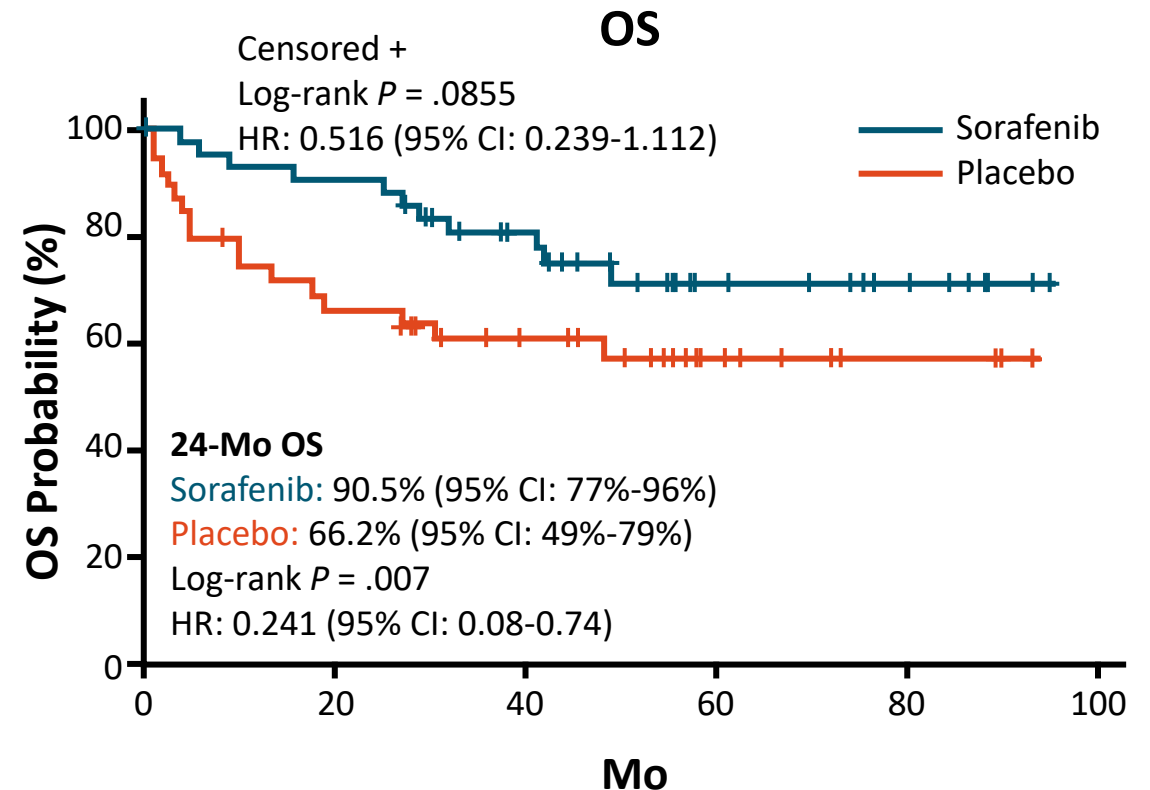 OS
Censored +
Log-rank P = .0855
HR: 0.516 (95% CI: 0.239-1.112)
Sorafenib
Placebo
OS Probability (%)
100
80
60
40
20
0
24-Mo OS
Sorafenib: 90.5% (95% CI: 77%-96%)
Placebo: 66.2% (95% CI: 49%-79%)
Log-rank P = .007
HR: 0.241 (95% CI: 0.08-0.74)
0 20 40 60 80 100
Mo